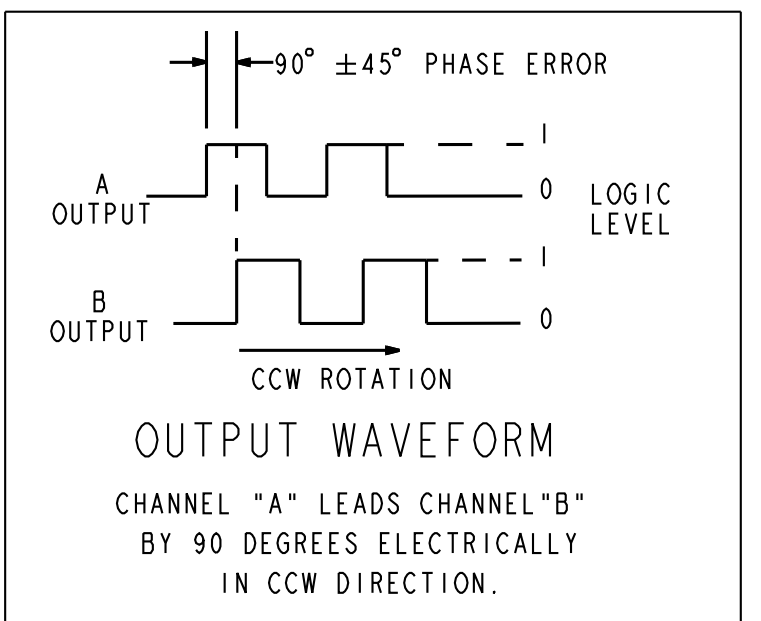 90° ±45° PHASE ERROR
1
A
OUTPUT
0
LOGIC
LEVEL
1
B
OUTPUT
0
CCW ROTATION
OUTPUT WAVEFORM
CHANNEL "A" LEADS CHANNEL"B"
BY 90 DEGREES ELECTRICALLY
IN CCW DIRECTION.